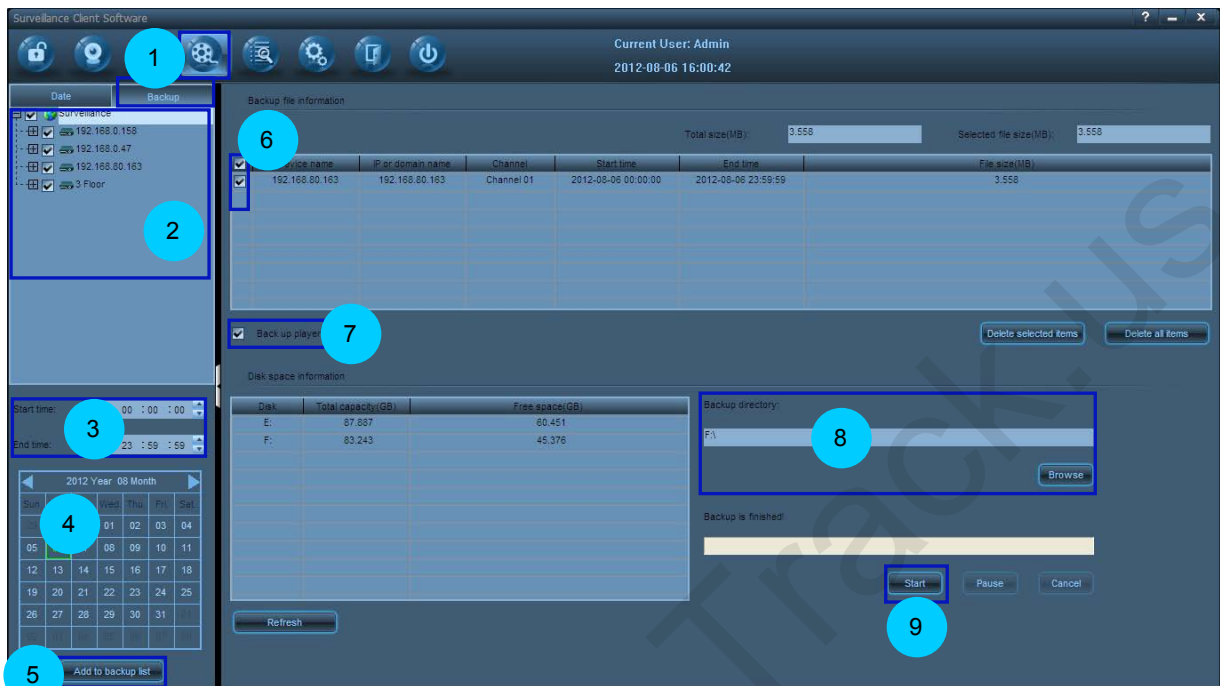 Surveillance Client Software ? – X
Current User: Admin
2012-08-06 16:00:42
1
Date Backup
Surveillance
192.168.0.158
192.168.0.47
192.168.80.163
3 Floor
2
Start time: 00 : 00 : 00
3
End time: 23 : 59 : 59
2012 Year 08 Month
Sun Wed Thu Fri Sat
4
01 02 03 04
05 08 09 10 11
12 13 14 15 16 17 18
19 20 21 22 23 24 25
26 27 28 29 30 31
5
Add to backup list
Backup file information
6
Total size(MB): 3.558 Selected file size(MB): 3.558
name IP or domain name Channel Start time End time File size(MB)
192.168.80.163 192.168.80.163 Channel 01 2012-08-06 00:00:00 2012-08-06 23:59:59 3.558
Back up player
7
Delete selected items Delete all items
Disk space information
Disk Total capacity(GB) Free space(GB)
E: 87.887 60.451
F: 83.243 45.376
Refresh
Backup directory:
F:\
8
Browse
Backup is finished!
Start Pause Cancel
9
Track.us